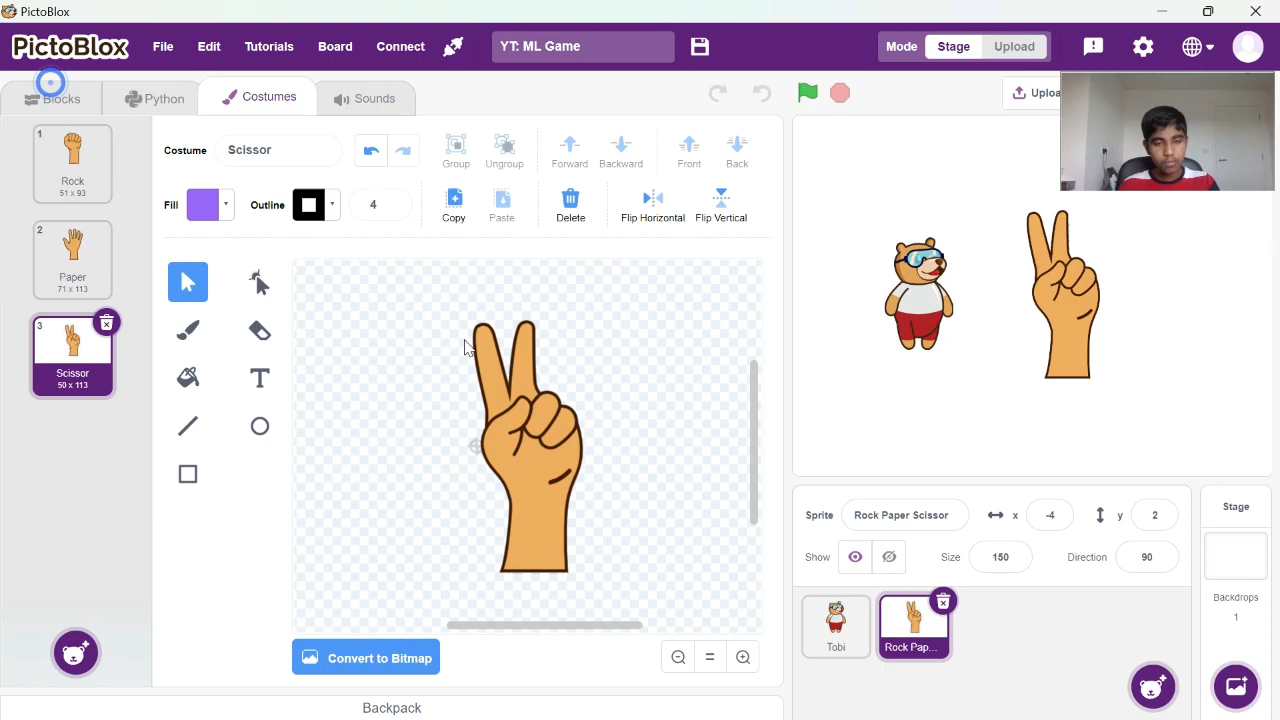 PictoBlox
PictoBlox File Edit Tutorials Board Connect YT: ML Game Mode Stage Upload
Blocks Python Costumes Sounds Uploa
1
Rock
51 x 93
2
Paper
71 x 113
3
Scissor
50 x 113
Costume Scissor Group Ungroup Forward Backward Front Back
Fill Outline 4 Copy Paste Delete Flip Horizontal Flip Vertical
Convert to Bitmap
Backpack
Sprite Rock Paper Scissor x -4 y 2
Show Size 150 Direction 90
Tobi
Rock Pap...
Stage
Backdrops
1